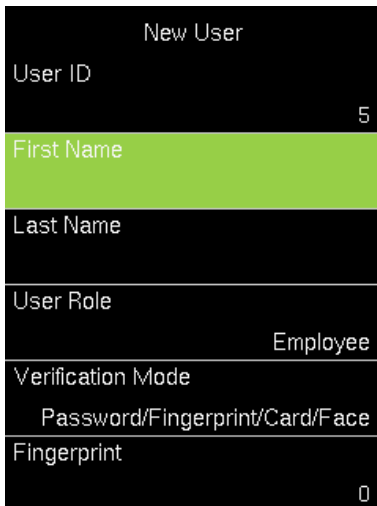 New User
User ID
5
First Name
Last Name
User Role
Employee
Verification Mode
Password/Fingerprint/Card/Face
Fingerprint
0